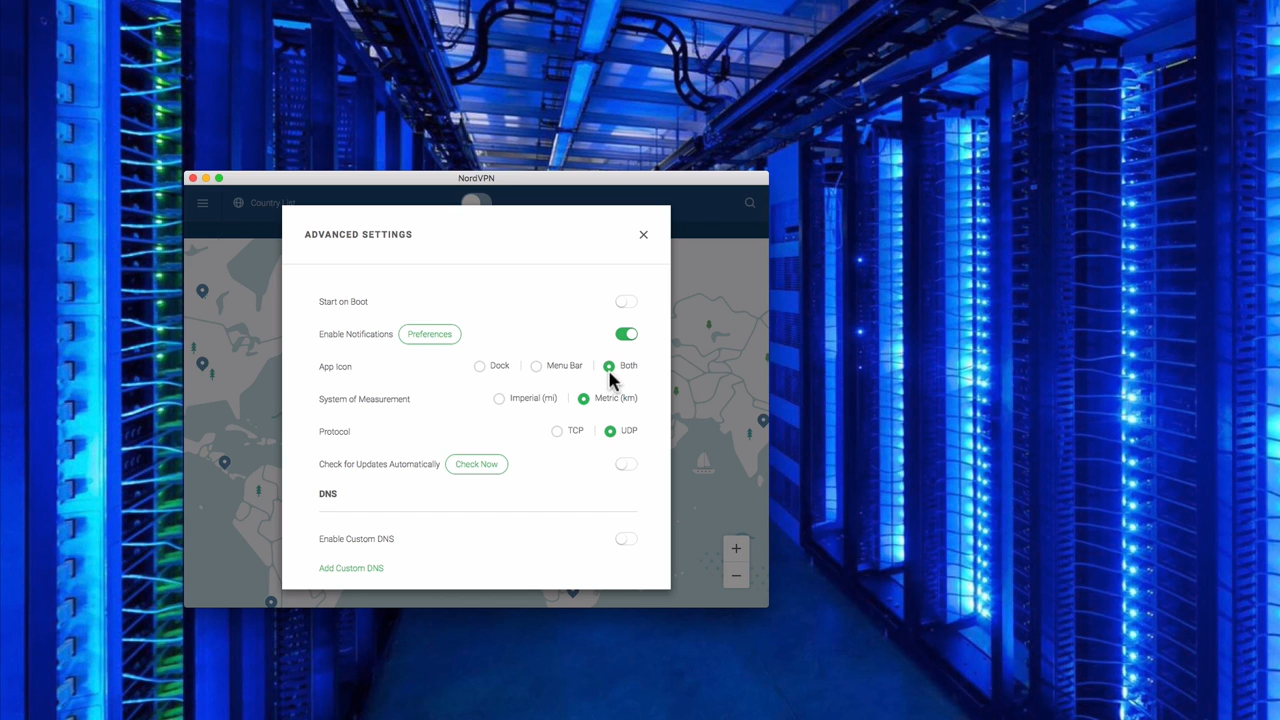 NordVPN
Country List
ADVANCED SETTINGS
Start on Boot
Enable Notifications Preferences
App Icon Dock Menu Bar Both
System of Measurement Imperial (mi) Metric (km)
Protocol TCP UDP
Check for Updates Automatically Check Now
DNS
Enable Custom DNS
Add Custom DNS